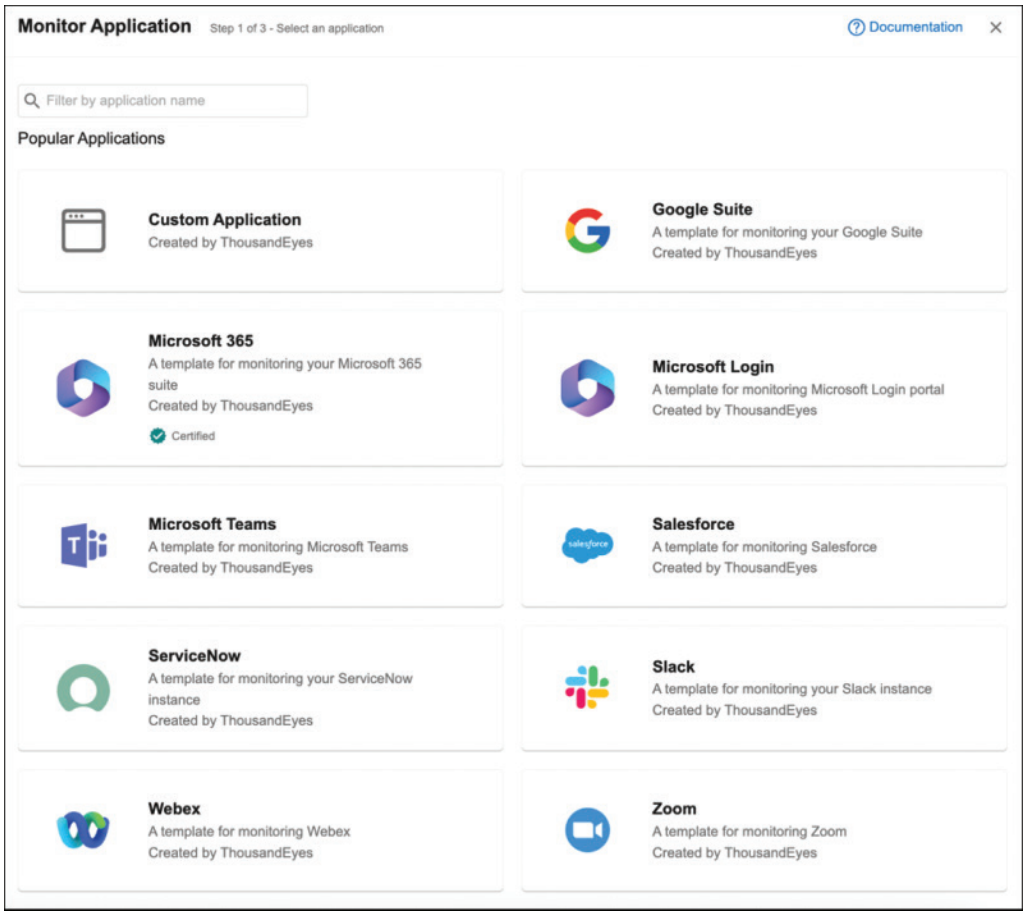 Monitor Application Step 1 of 3 - Select an application Documentation
Filter by application name
Popular Applications
Custom Application
Created by ThousandEyes
Google Suite
A template for monitoring your Google Suite
Created by ThousandEyes
Microsoft 365
A template for monitoring your Microsoft 365
suite
Created by ThousandEyes
Certified
Microsoft Login
A template for monitoring Microsoft Login portal
Created by ThousandEyes
T
Microsoft Teams
A template for monitoring Microsoft Teams
Created by ThousandEyes
salesforce
Salesforce
A template for monitoring Salesforce
Created by ThousandEyes
ServiceNow
A template for monitoring your ServiceNow
instance
Created by ThousandEyes
Slack
A template for monitoring your Slack instance
Created by ThousandEyes
Webex
A template for monitoring Webex
Created by ThousandEyes
Zoom
A template for monitoring Zoom
Created by ThousandEyes